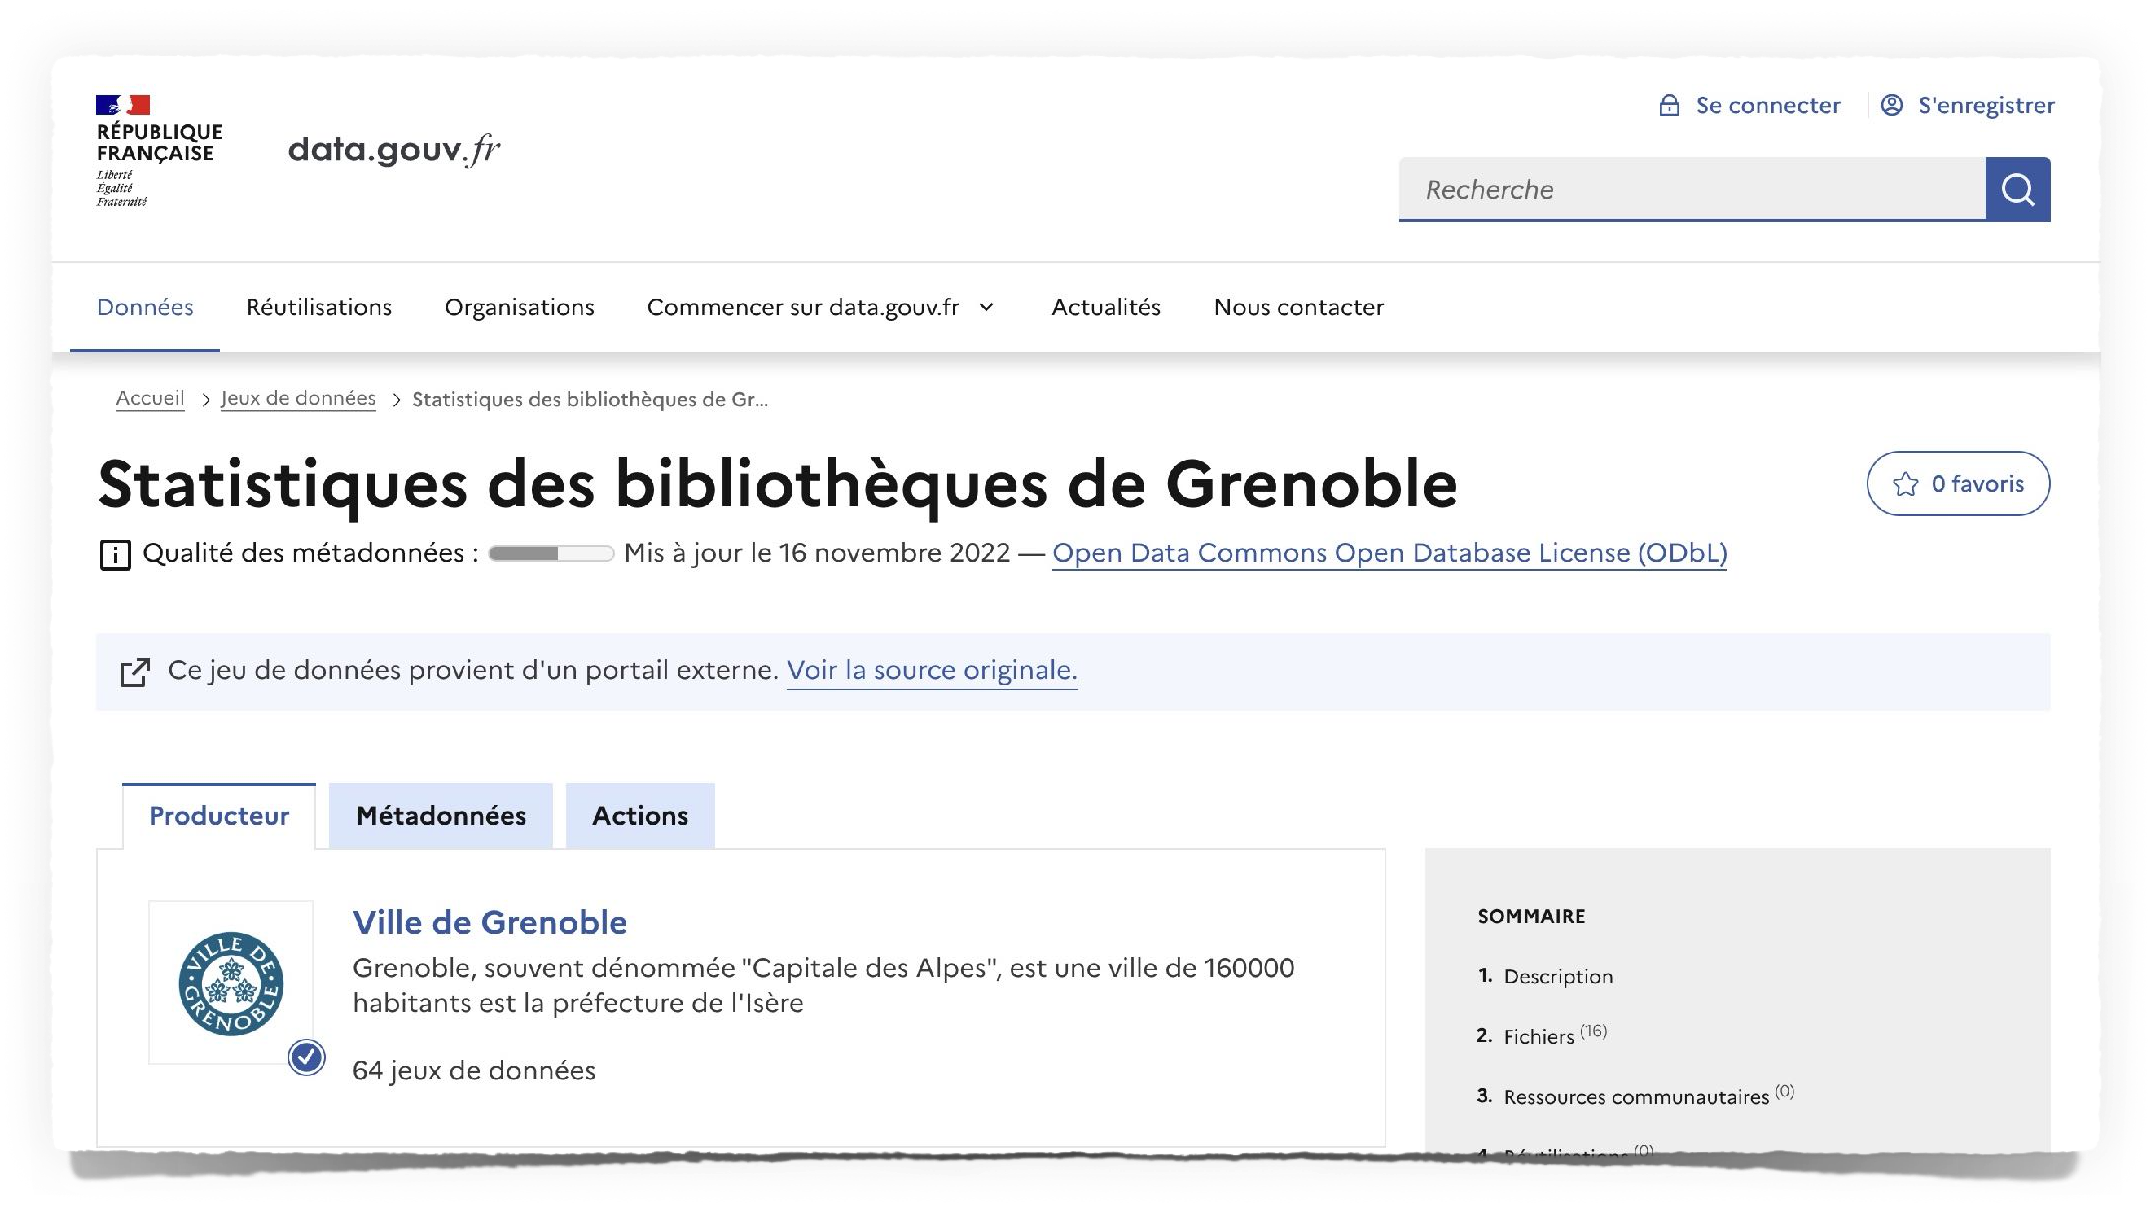 RÉPUBLIQUE
FRANÇAISE
Liberté
Égalité
Fraternité
data.gouv.fr
Se connecter
S'enregistrer
Recherche
Données Réutilisations Organisations Commencer sur data.gouv.fr Actualités Nous contacter
Accueil > Jeux de données > Statistiques des bibliothèques de Gr...
Statistiques des bibliothèques de Grenoble
0 favoris
Qualité des métadonnées : Mis à jour le 16 novembre 2022 — Open Data Commons Open Database License (ODbL)
Ce jeu de données provient d'un portail externe. Voir la source originale.
Producteur Métadonnées Actions
VILLE DE GRENOBLE
Ville de Grenoble
Grenoble, souvent dénommée "Capitale des Alpes", est une ville de 160000
habitants est la préfecture de l'Isère
64 jeux de données
SOMMAIRE
1. Description
2. Fichiers (16)
3. Ressources communautaires (0)
4. Réutilisations (0)